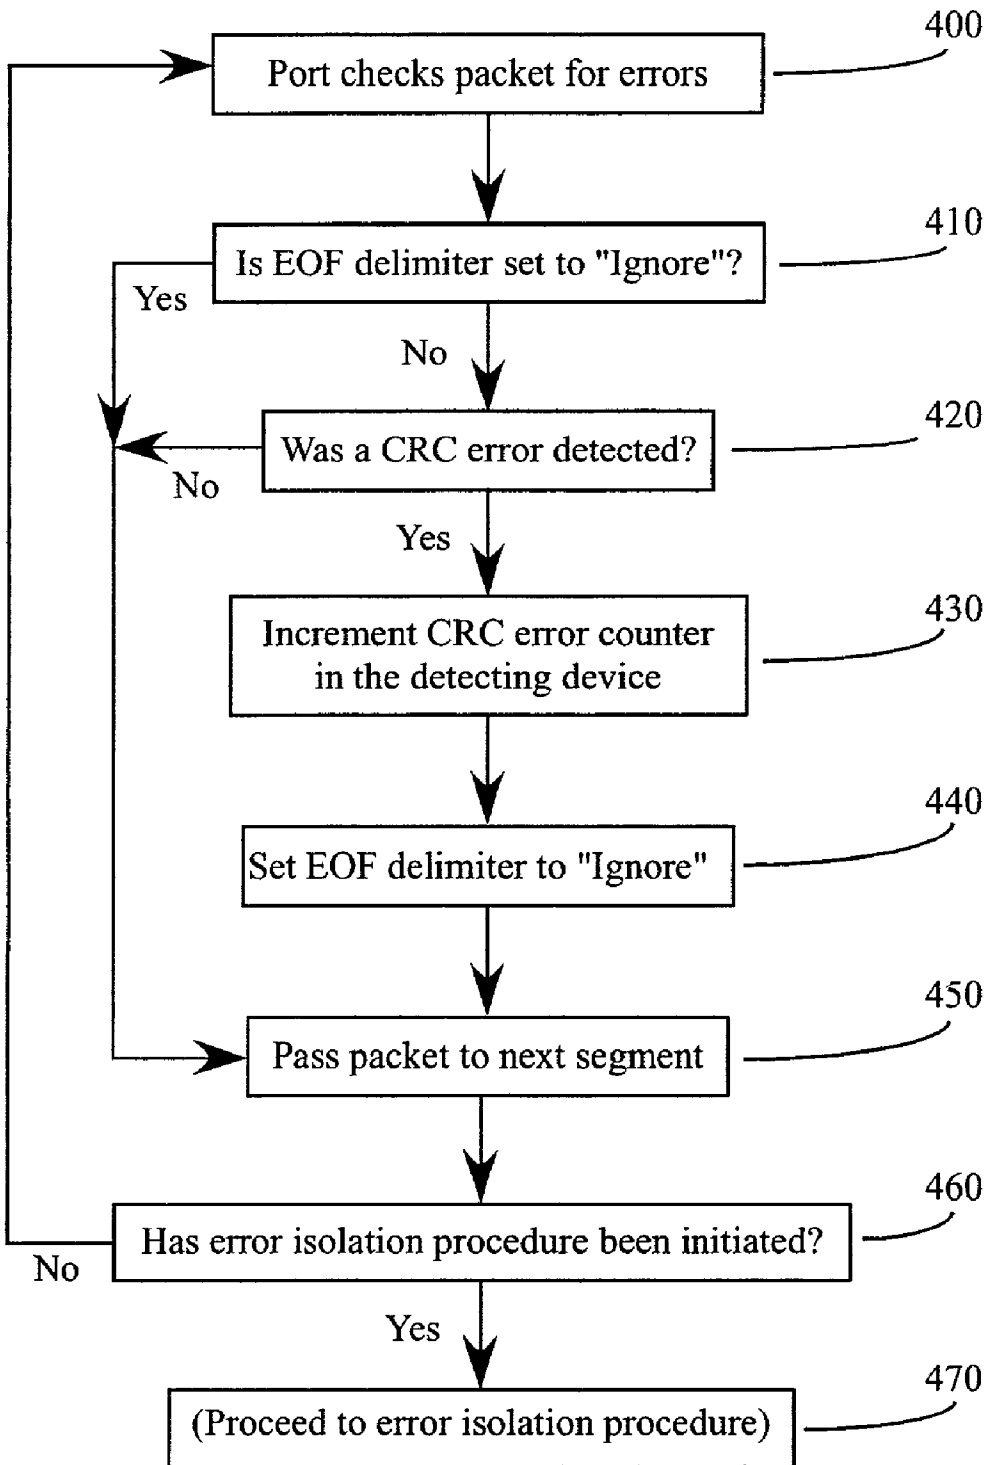 400
Port checks packet for errors
410
Is EOF delimiter set to "Ignore"?
Yes
No
420
Was a CRC error detected?
No
Yes
430
Increment CRC error counter
in the detecting device
440
Set EOF delimiter to "Ignore"
450
Pass packet to next segment
460
Has error isolation procedure been initiated?
No
Yes
470
(Proceed to error isolation procedure)